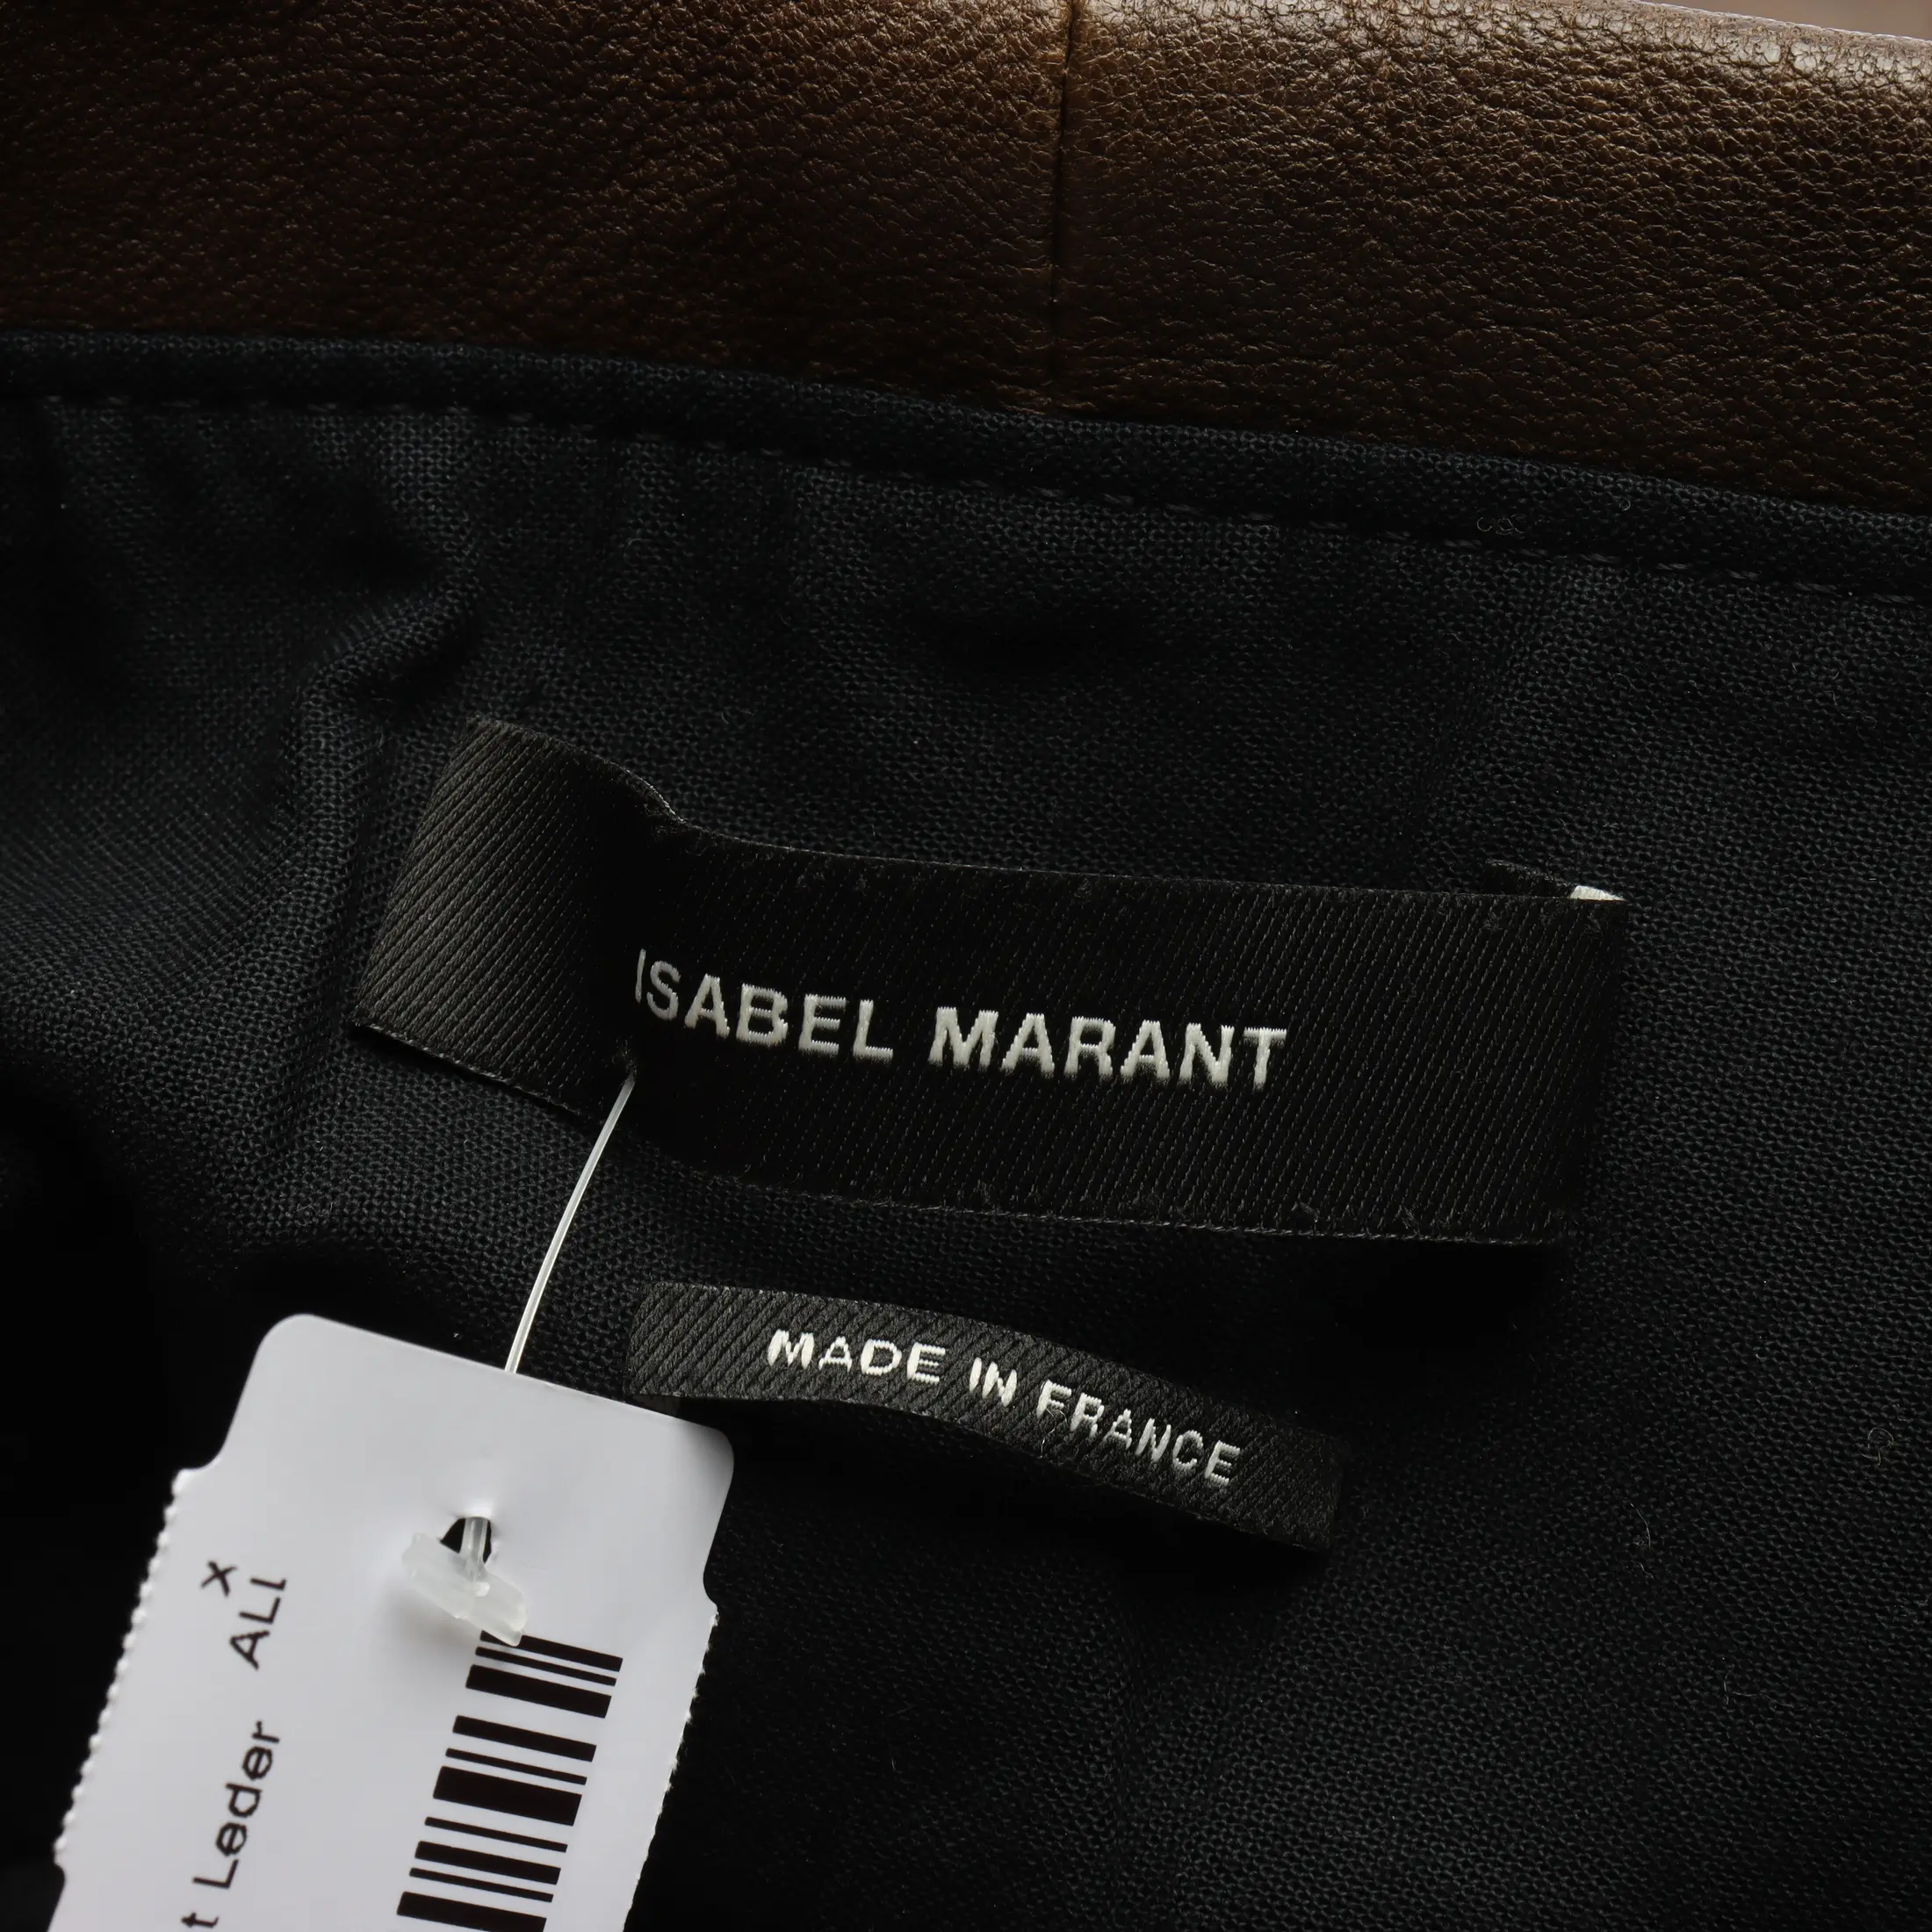 ISABEL MARANT
MADE IN FRANCE
x
ALL
Leder